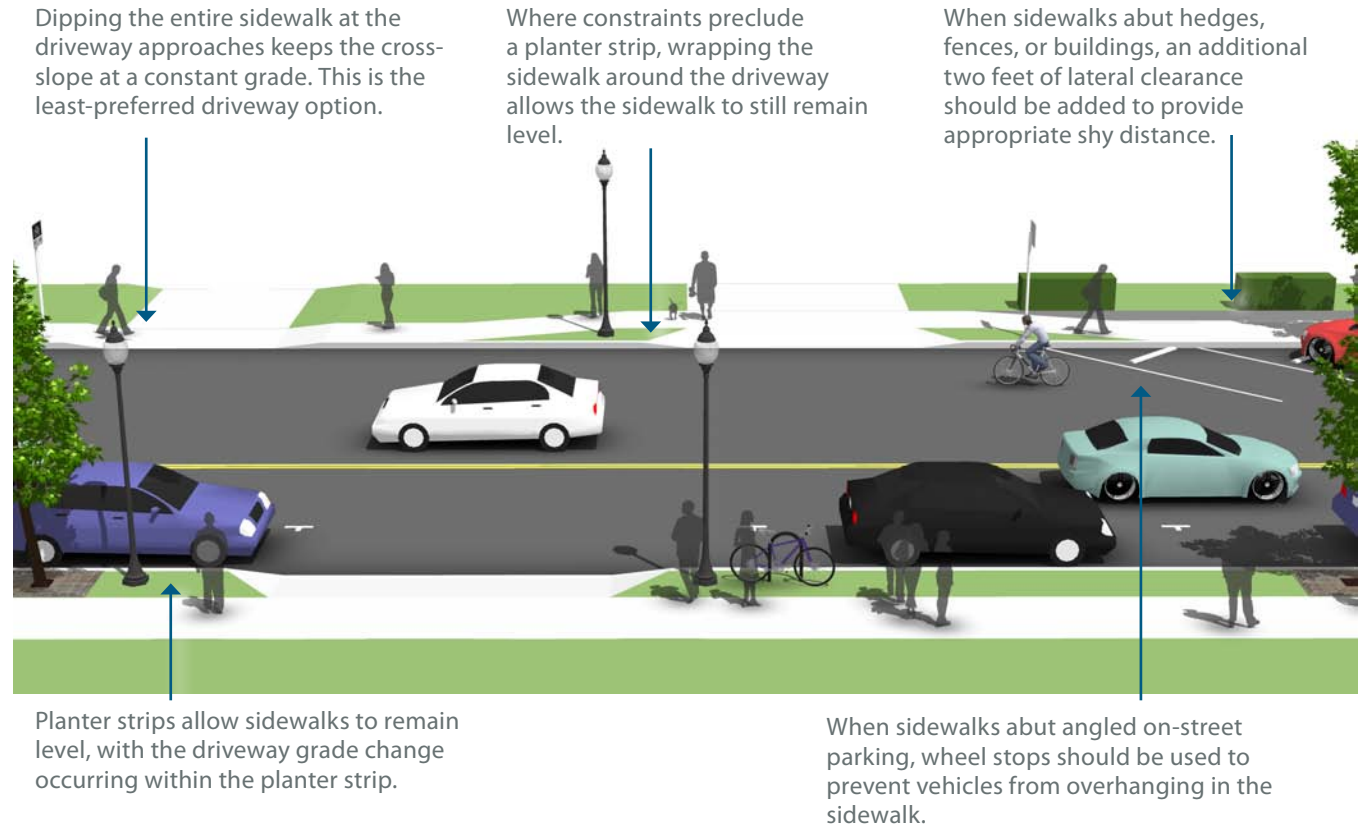 Dipping the entire sidewalk at the
driveway approaches keeps the cross-
slope at a constant grade. This is the
least-preferred driveway option.
Where constraints preclude
a planter strip, wrapping the
sidewalk around the driveway
allows the sidewalk to still remain
level.
When sidewalks abut hedges,
fences, or buildings, an additional
two feet of lateral clearance
should be added to provide
appropriate shy distance.
Planter strips allow sidewalks to remain
level, with the driveway grade change
occurring within the planter strip.
When sidewalks abut angled on-street
parking, wheel stops should be used to
prevent vehicles from overhanging in the
sidewalk.